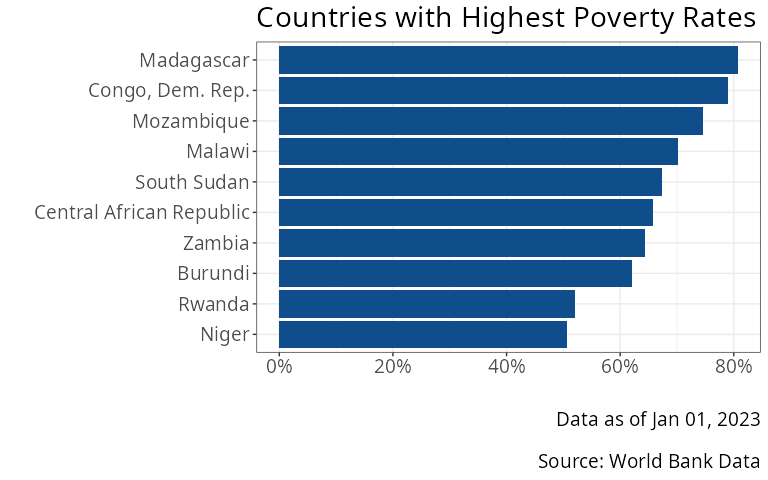 Countries with Highest Poverty Rates
Madagascar
Congo, Dem. Rep.
Mozambique
Malawi
South Sudan
Central African Republic
Zambia
Burundi
Rwanda
Niger
0% 20% 40% 60% 80%
Data as of Jan 01, 2023
Source: World Bank Data